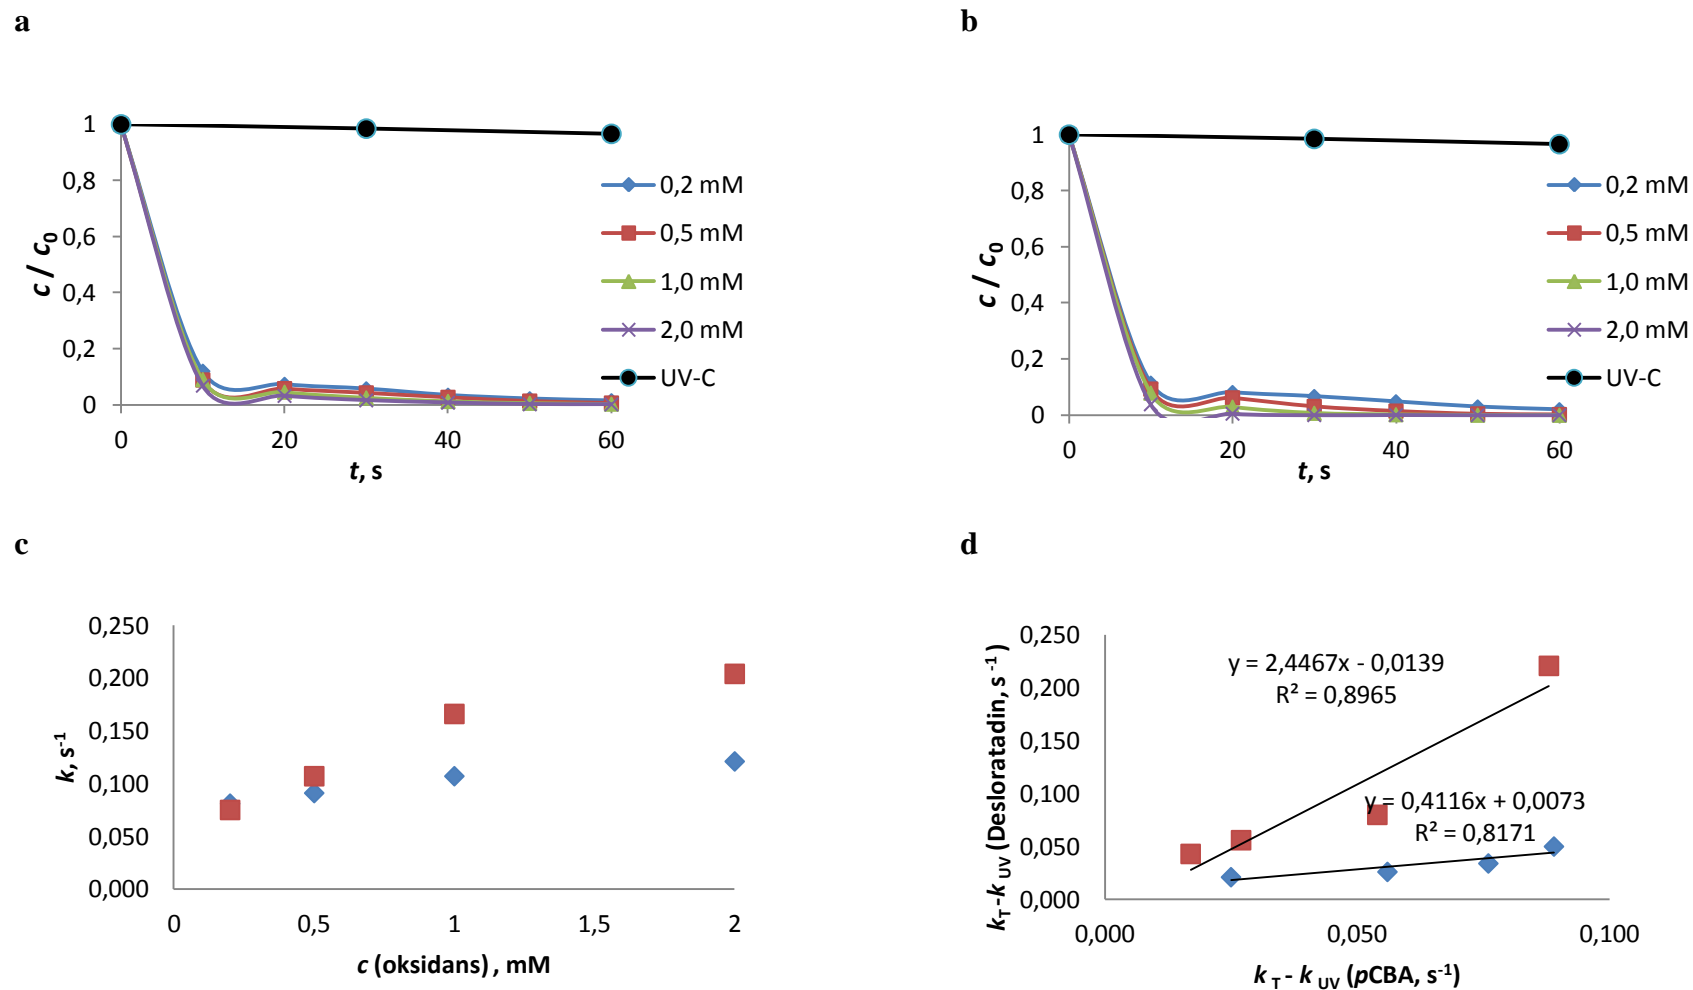 a
1
0,8
0,6
0,4
0,2
0
0
20
40
60
c / c0
t, s
0,2 mM
0,5 mM
1,0 mM
2,0 mM
UV-C
b
1
0,8
0,6
0,4
0,2
0
0
20
40
60
c / c0
t, s
0,2 mM
0,5 mM
1,0 mM
2,0 mM
UV-C
c
0,250
0,200
0,150
0,100
0,050
0,000
0
0,5
1
1,5
2
k, s-1
c (oksidans) , mM
d
0,250
0,200
0,150
0,100
0,050
0,000
0,000
0,050
0,100
kT -k UV (Desloratadin, s -1)
k T - k UV (pCBA, s-1)
y = 2,4467x - 0,0139
R² = 0,8965
y = 0,4116x + 0,0073
R² = 0,8171